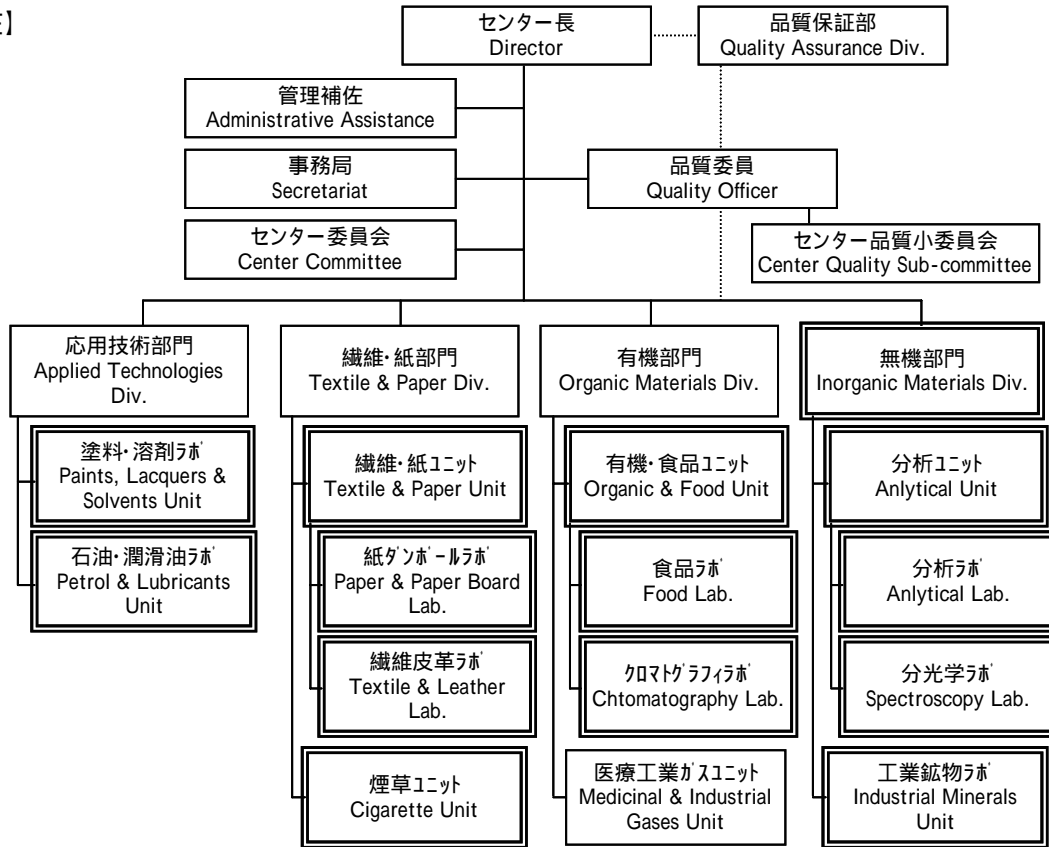 正】
センター長
Director
品質保証部
Quality Assurance Div.
管理補佐
Administrative Assistance
事務局
Secretariat
品質委員
Quality Officer
センター委員会
Center Committee
センター品質小委員会
Center Quality Sub-committee
応用技術部門
Applied Technologies
Div.
繊維・紙部門
Textile & Paper Div.
有機部門
Organic Materials Div.
無機部門
Inorganic Materials Div.
塗料・溶剤ﾗﾎﾞ
Paints, Lacquers &
Solvents Unit
繊維・紙ﾕﾆｯﾄ
Textile & Paper Unit
有機・食品ﾕﾆｯﾄ
Organic & Food Unit
分析ﾕﾆｯﾄ
Anlytical Unit
石油・潤滑油ﾗﾎﾞ
Petrol & Lubricants
Unit
紙ﾀﾞﾝﾎﾞｰﾙﾗﾎﾞ
Paper & Paper Board
Lab.
食品ﾗﾎﾞ
Food Lab.
分析ﾗﾎﾞ
Anlytical Lab.
繊維皮革ﾗﾎﾞ
Textile & Leather
Lab.
ｸﾛﾏﾄｸﾞﾗﾌｨﾗﾎﾞ
Chtomatography Lab.
分光学ﾗﾎﾞ
Spectroscopy Lab.
煙草ﾕﾆｯﾄ
Cigarette Unit
医療工業ｶﾞｽﾕﾆｯﾄ
Medicinal & Industrial
Gases Unit
工業鉱物ﾗﾎﾞ
Industrial Minerals
Unit